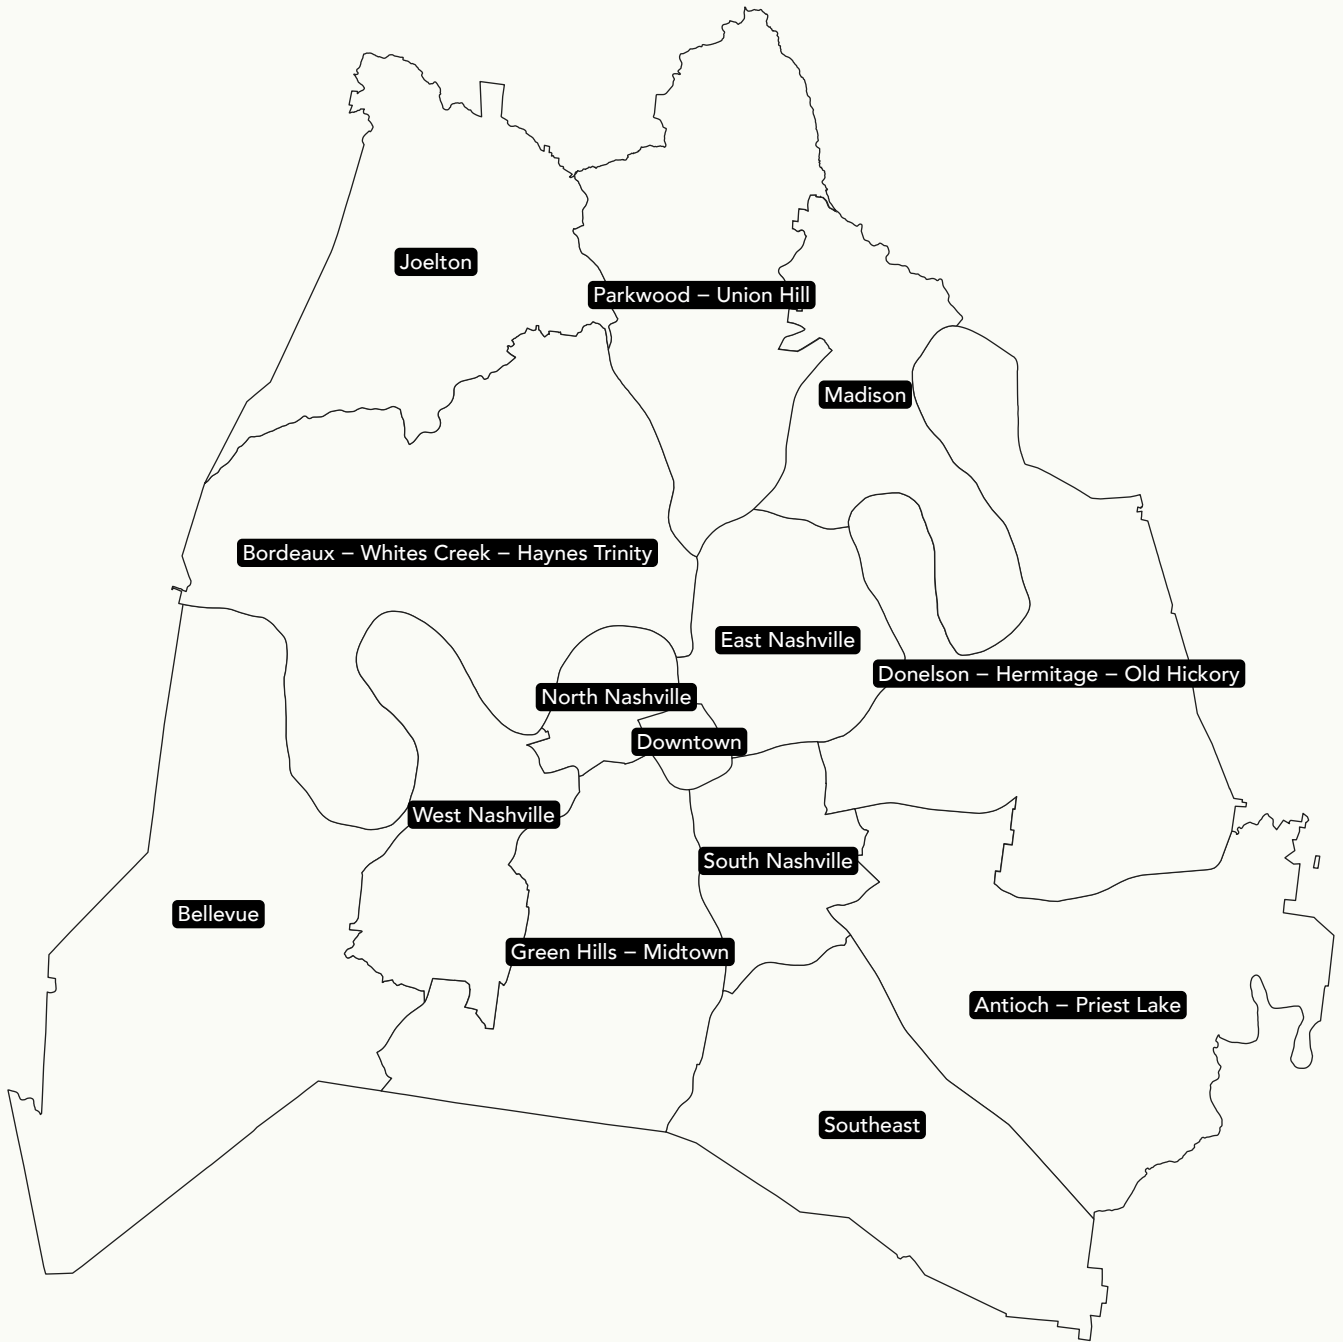 Joelton
Parkwood – Union Hill
Madison
Bordeaux – Whites Creek – Haynes Trinity
East Nashville
Donelson – Hermitage – Old Hickory
North Nashville
Downtown
West Nashville
South Nashville
Bellevue
Green Hills – Midtown
Antioch – Priest Lake
Southeast